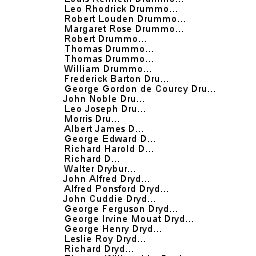 Louis Kenneth Drummo...
Leo Rhodrick Drummo...
Robert Louden Drummo...
Margaret Rose Drummo...
Robert Drummo...
Thomas Drummo...
Thomas Drummo...
William Drummo...
Frederick Barton Dru...
George Gordon de Courcy Dru...
John Noble Dru...
Leo Joseph Dru...
Morris Dru...
Albert James D...
George Edward D...
Richard Harold D...
Richard D...
Walter Drybur...
John Alfred Dryd...
Alfred Ponsford Dryd...
John Cuddie Dryd...
George Ferguson Dryd...
George Irvine Mouat Dryd...
George Henry Dryd...
Leslie Roy Dryd...
Richard Dryd...